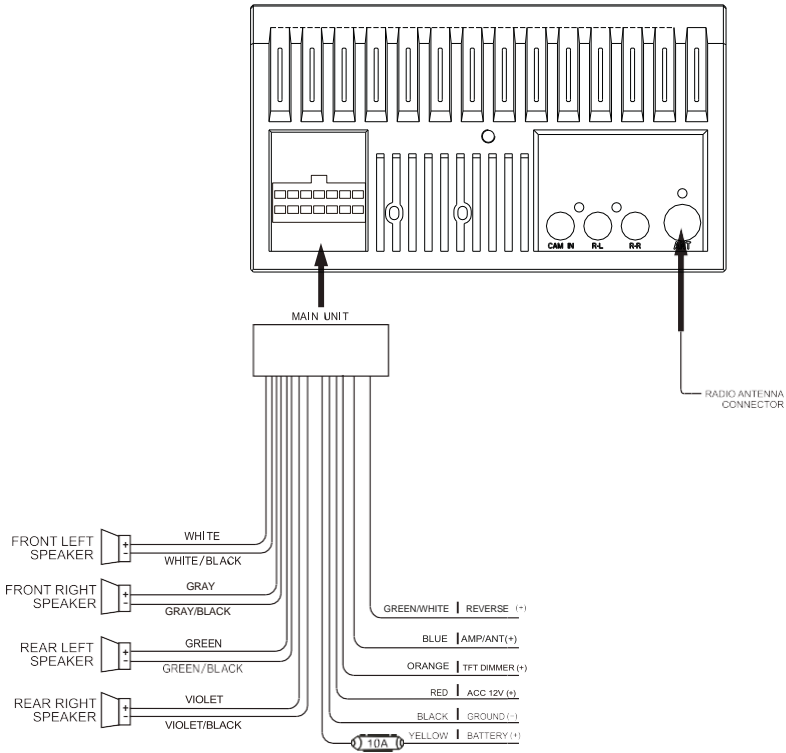 CAM IN R-L R-R ANT
MAIN UNIT
RADIO ANTENNA
CONNECTOR
FRONT LEFT
SPEAKER
+
-
WHITE
WHITE/BLACK
FRONT RIGHT
SPEAKER
+
-
GRAY
GRAY/BLACK
REAR LEFT
SPEAKER
+
-
GREEN
GREEN/BLACK
REAR RIGHT
SPEAKER
+
-
VIOLET
VIOLET/BLACK
GREEN/WHITE | REVERSE (+)
BLUE | AMP/ANT(+)
ORANGE | TFT DIMMER (+)
RED | ACC 12V (+)
BLACK | GROUND (-)
YELLOW | BATTERY (+)
10A